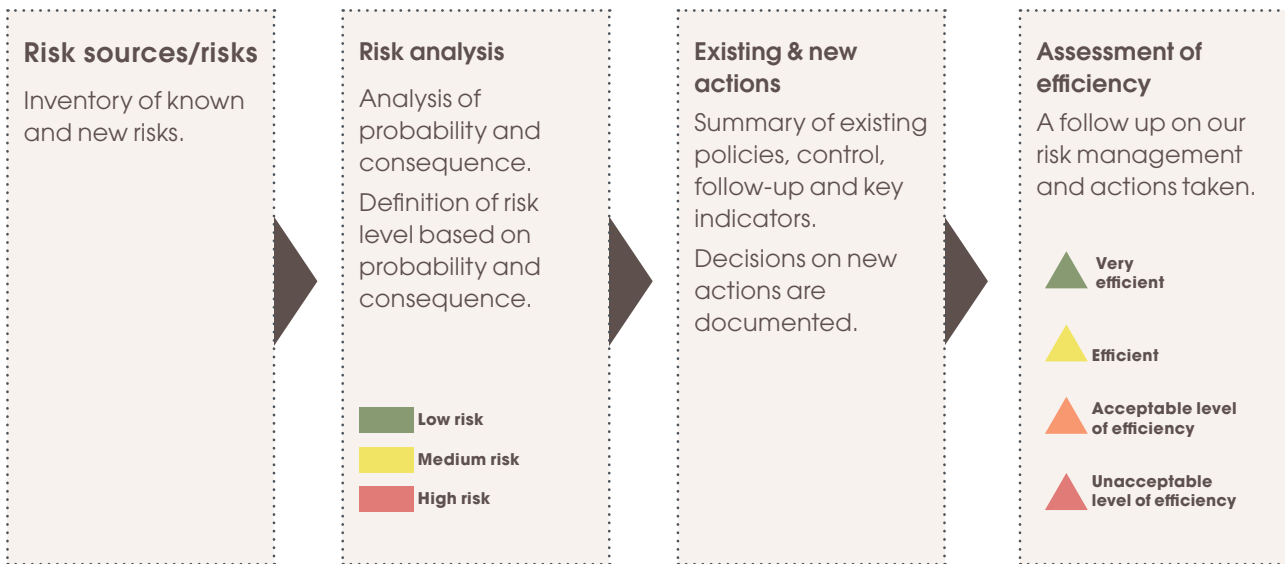 Risk sources/risks
Inventory of known
and new risks.
Risk analysis
Analysis of
probability and
consequence.
Definition of risk
level based on
probability and
consequence.
Low risk
Medium risk
High risk
Existing & new
actions
Summary of existing
policies, control,
follow-up and key
indicators.
Decisions on new
actions are
documented.
Assessment of
efficiency
A follow up on our
risk management
and actions taken.
Very
efficient
Efficient
Acceptable level
of efficiency
Unacceptable
level of efficiency